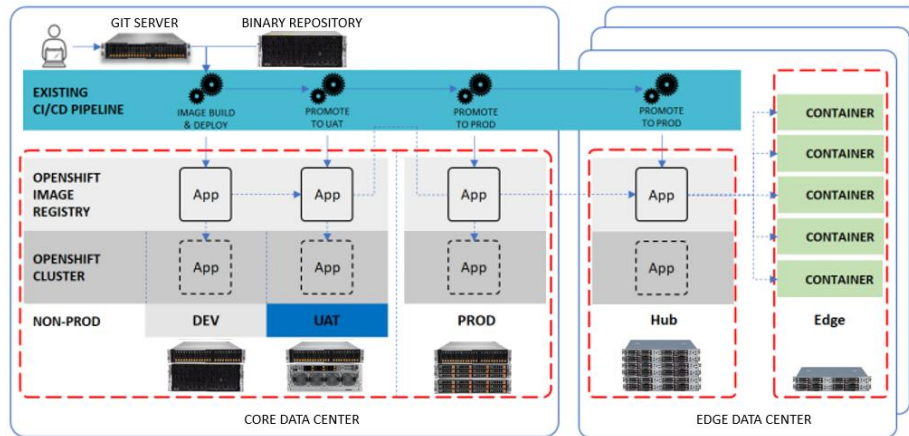 GIT SERVER
BINARY REPOSITORY
EXISTING
CI/CD PIPELINE
IMAGE BUILD
& DEPLOY
PROMOTE
TO UAT
PROMOTE
TO PROD
PROMOTE
TO PROD
OPENSHIFT
IMAGE
REGISTRY
App
App
App
App
OPENSHIFT
CLUSTER
App
App
App
App
NON-PROD
DEV
UAT
PROD
Hub
CONTAINER
CONTAINER
CONTAINER
CONTAINER
CONTAINER
Edge
CORE DATA CENTER
EDGE DATA CENTER